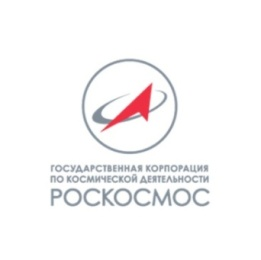 ГОСУДАРСТВЕННАЯ КОРПОРАЦИЯ
ПО КОСМИЧЕСКОЙ ДЕЯТЕЛЬНОСТИ
РОСКОСМОС